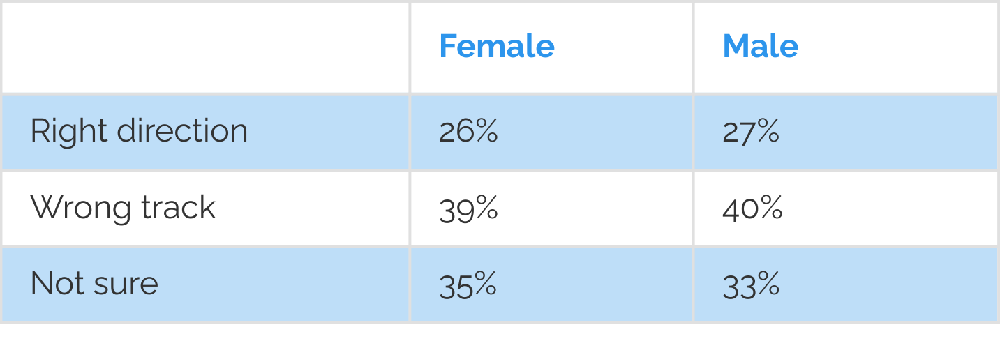 Female Male
Right direction 26% 27%
Wrong track 39% 40%
Not sure 35% 33%